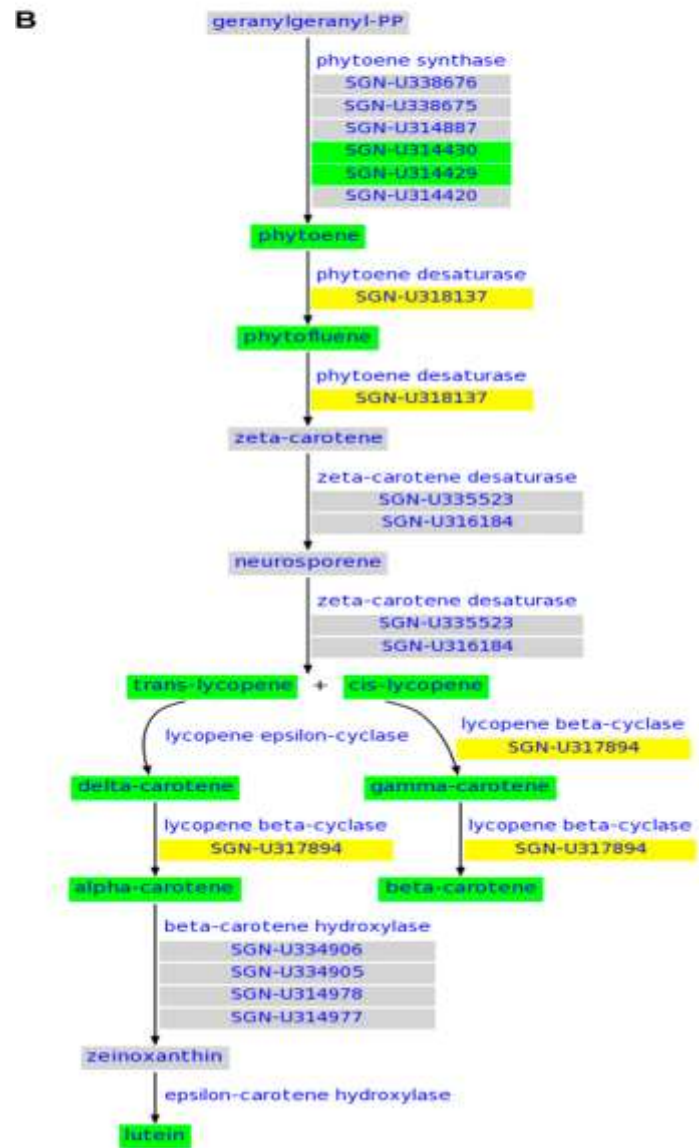 B
geranylgeranyl-PP
phytoene synthase
SGN-U338676
SGN-U338675
SGN-U314887
SGN-U314430
SGN-U314429
SGN-U314420
phytoene
phytoene desaturase
SGN-U318137
phytofluene
phytoene desaturase
SGN-U318137
zeta-carotene
zeta-carotene desaturase
SGN-U335523
SGN-U316184
neurosporene
zeta-carotene desaturase
SGN-U335523
SGN-U316184
trans-lycopene + cis-lycopene
lycopene epsilon-cyclase
lycopene beta-cyclase
SGN-U317894
delta-carotene
gamma-carotene
lycopene beta-cyclase
SGN-U317894
lycopene beta-cyclase
SGN-U317894
alpha-carotene
beta-carotene
beta-carotene hydroxylase
SGN-U334906
SGN-U334905
SGN-U314978
SGN-U314977
zeinoxanthin
epsilon-carotene hydroxylase
lutein